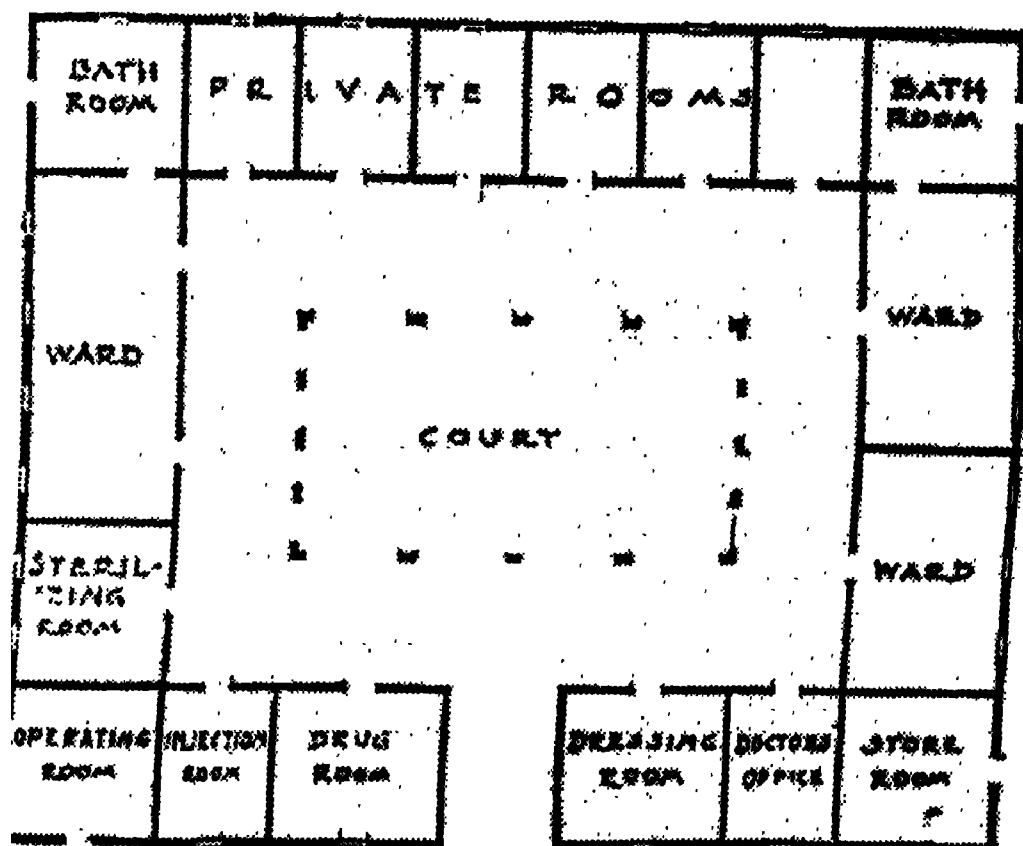 BATH
ROOM
PRIVATE ROOMS
BATH
ROOM
WARD
WARD
COURT
STERIL-
IZING
ROOM
WARD
OPERATING
ROOM
INJECTION
ROOM
DRUG
ROOM
DRESSING
ROOM
DOCTORS
OFFICE
STORE
ROOM